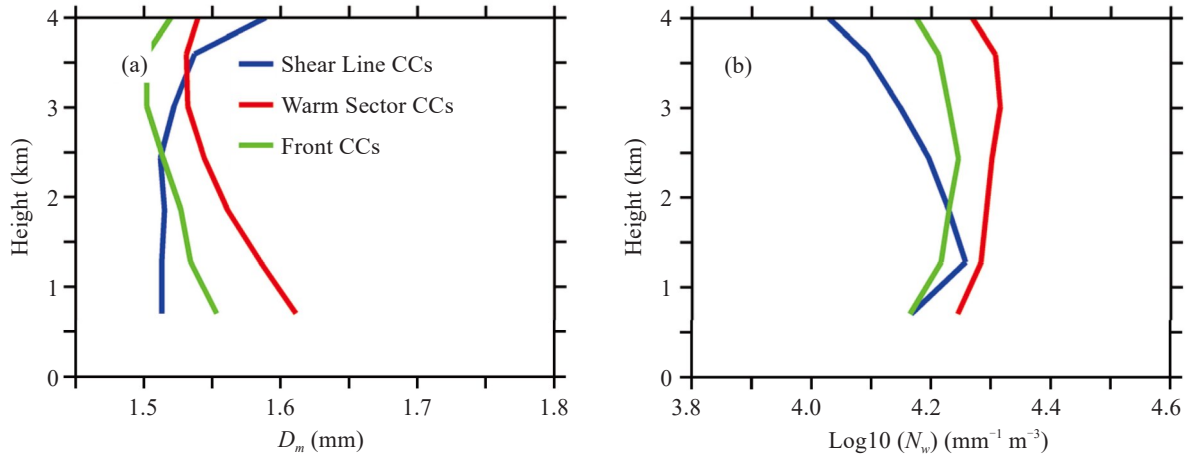 (a)
Shear Line CCs
Warm Sector CCs
Front CCs
Height (km)
4
3
2
1
0
1.5 1.6 1.7 1.8
D_m (mm)
(b)
Height (km)
4
3
2
1
0
3.8 4.0 4.2 4.4 4.6
Log10 (N_w) (mm⁻¹ m⁻³)